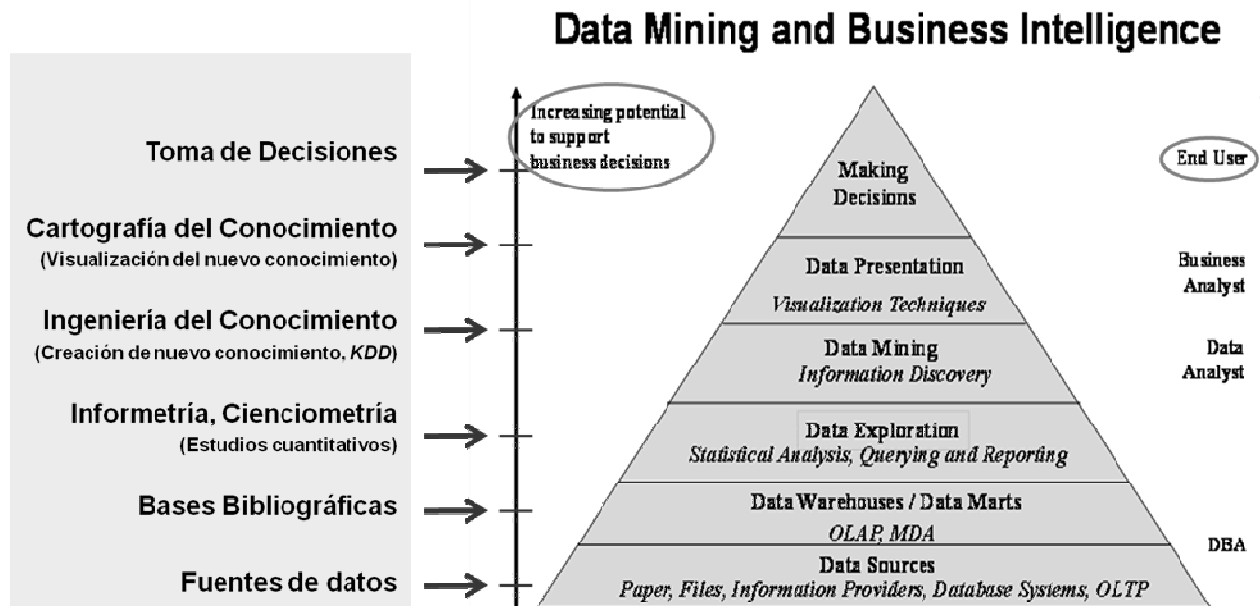 Data Mining and Business Intelligence
Toma de Decisiones
Cartografía del Conocimiento
(Visualización del nuevo conocimiento)
Ingeniería del Conocimiento
(Creación de nuevo conocimiento, KDD)
Informetría, Cienciometría
(Estudios cuantitativos)
Bases Bibliográficas
Fuentes de datos
Increasing potential
to support
business decisions
Making
Decisions
Data Presentation
Visualization Techniques
Data Mining
Information Discovery
Data Exploration
Statistical Analysis, Querying and Reporting
Data Warehouses / Data Marts
OLAP, MDA
Data Sources
Paper, Files, Information Providers, Database Systems, OLTP
End User
Business
Analyst
Data
Analyst
DBA